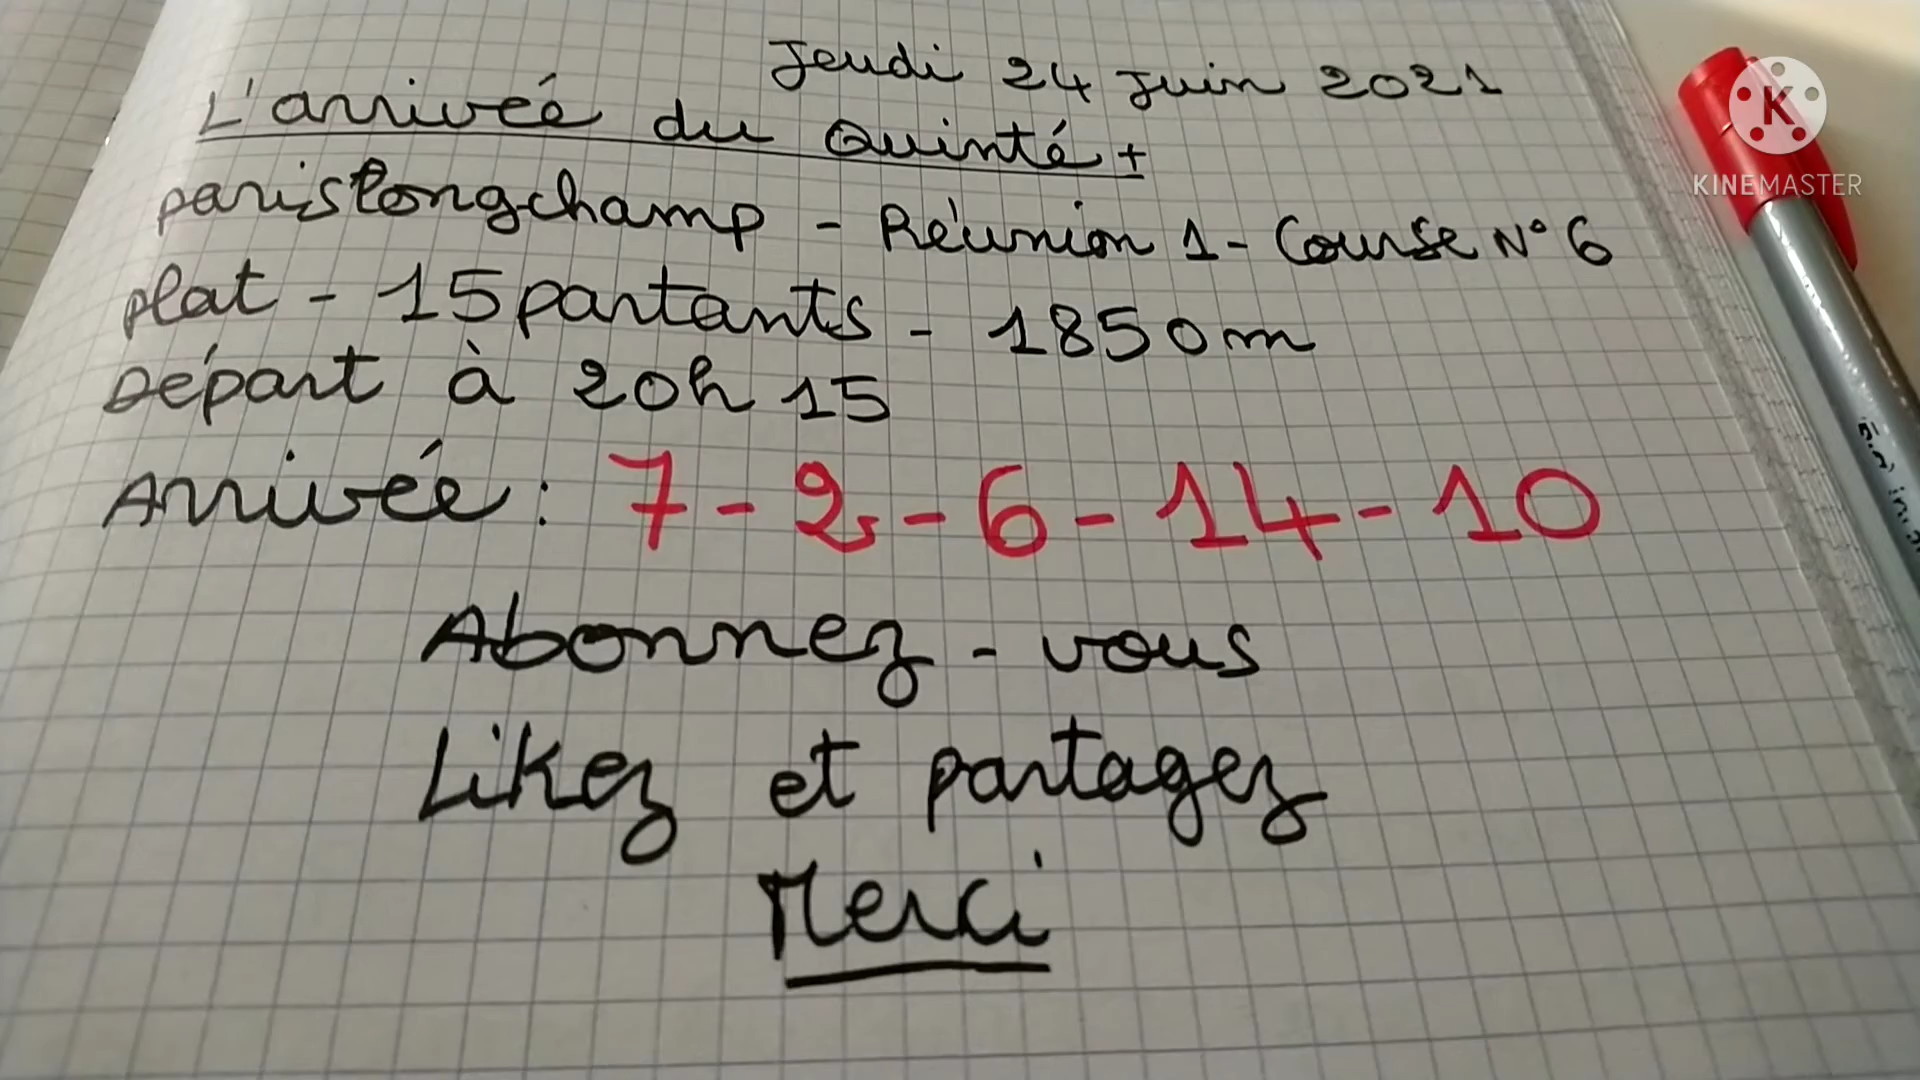 Jeudi 24 Juin 2021
L'arrivée du Quinté +
parislongchamp - Réunion 1 - Course N° 6
plat - 15 partants - 1850m
Départ à 20h 15
Arrivée : 7 - 2 - 6 - 14 - 10
Abonnez - vous
Likez et partagez
Merci
K
KINEMASTER